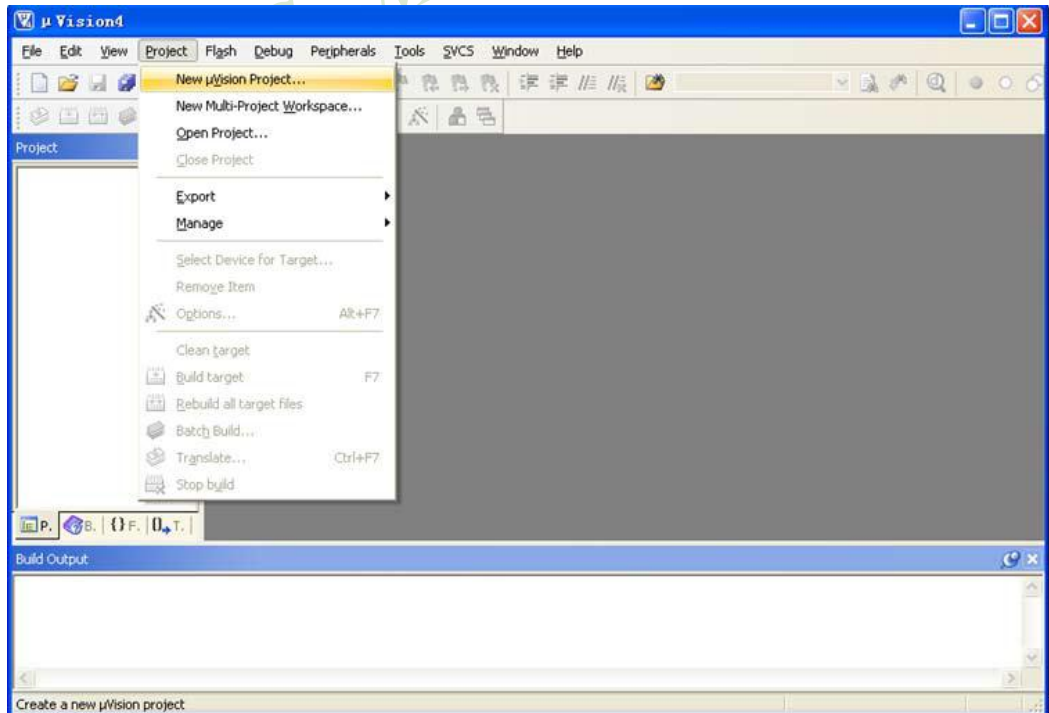 μVision4
File Edit View Project Flash Debug Peripherals Tools SVCS Window Help
New μVision Project...
New Multi-Project Workspace...
Open Project...
Close Project
Export
Manage
Select Device for Target...
Remove Item
Options... Alt+F7
Clean target
Build target F7
Rebuild all target files
Batch Build...
Translate... Ctrl+F7
Stop build
Project
P. B. {} F. 0→ T.
Build Output
Create a new μVision project